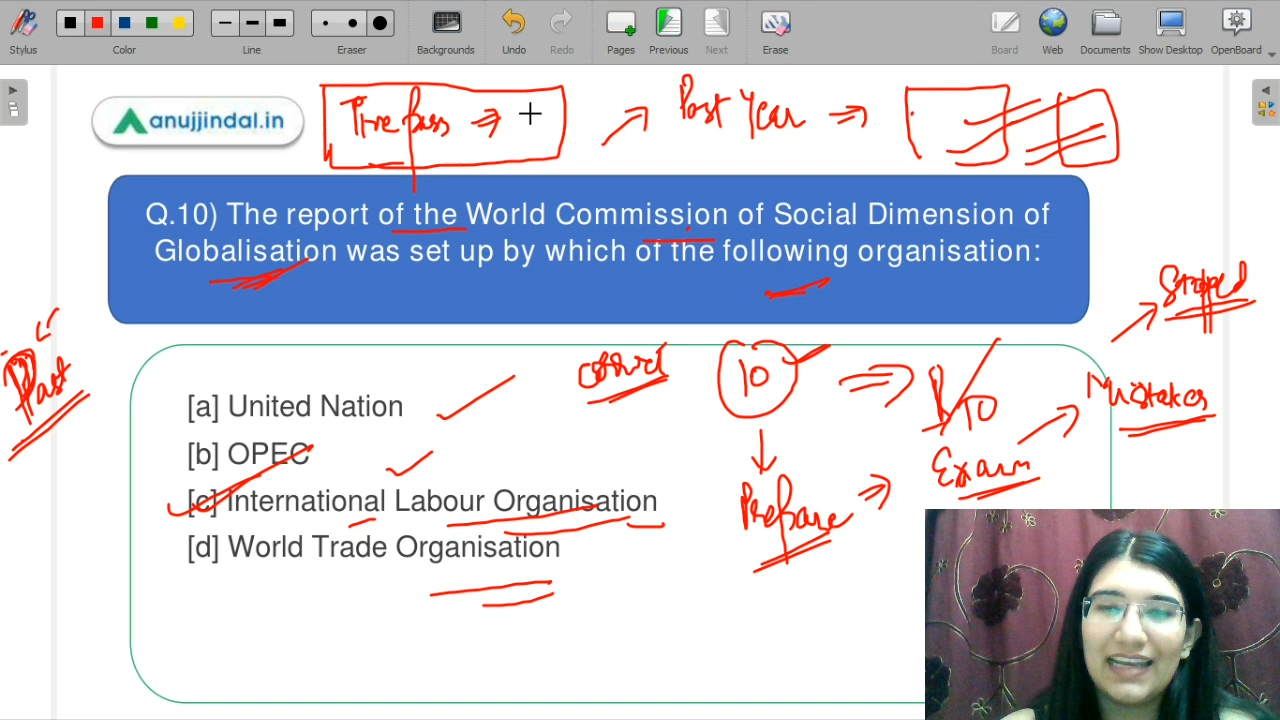 Stylus
Color
Line
Eraser
Backgrounds
Undo
Redo
Pages
Previous
Next
Erase
Board
Web
Documents
Show Desktop
OpenBoard
anujjindal.in
Time Pass ⇒
Past Year ⇒
Q.10) The report of the World Commission of Social Dimension of
Globalisation was set up by which of the following organisation:
Stopped
Past
10
10
Mistakes
[a] United Nation
[b] OPEC
Exam
[c] International Labour Organisation
Prepare
[d] World Trade Organisation